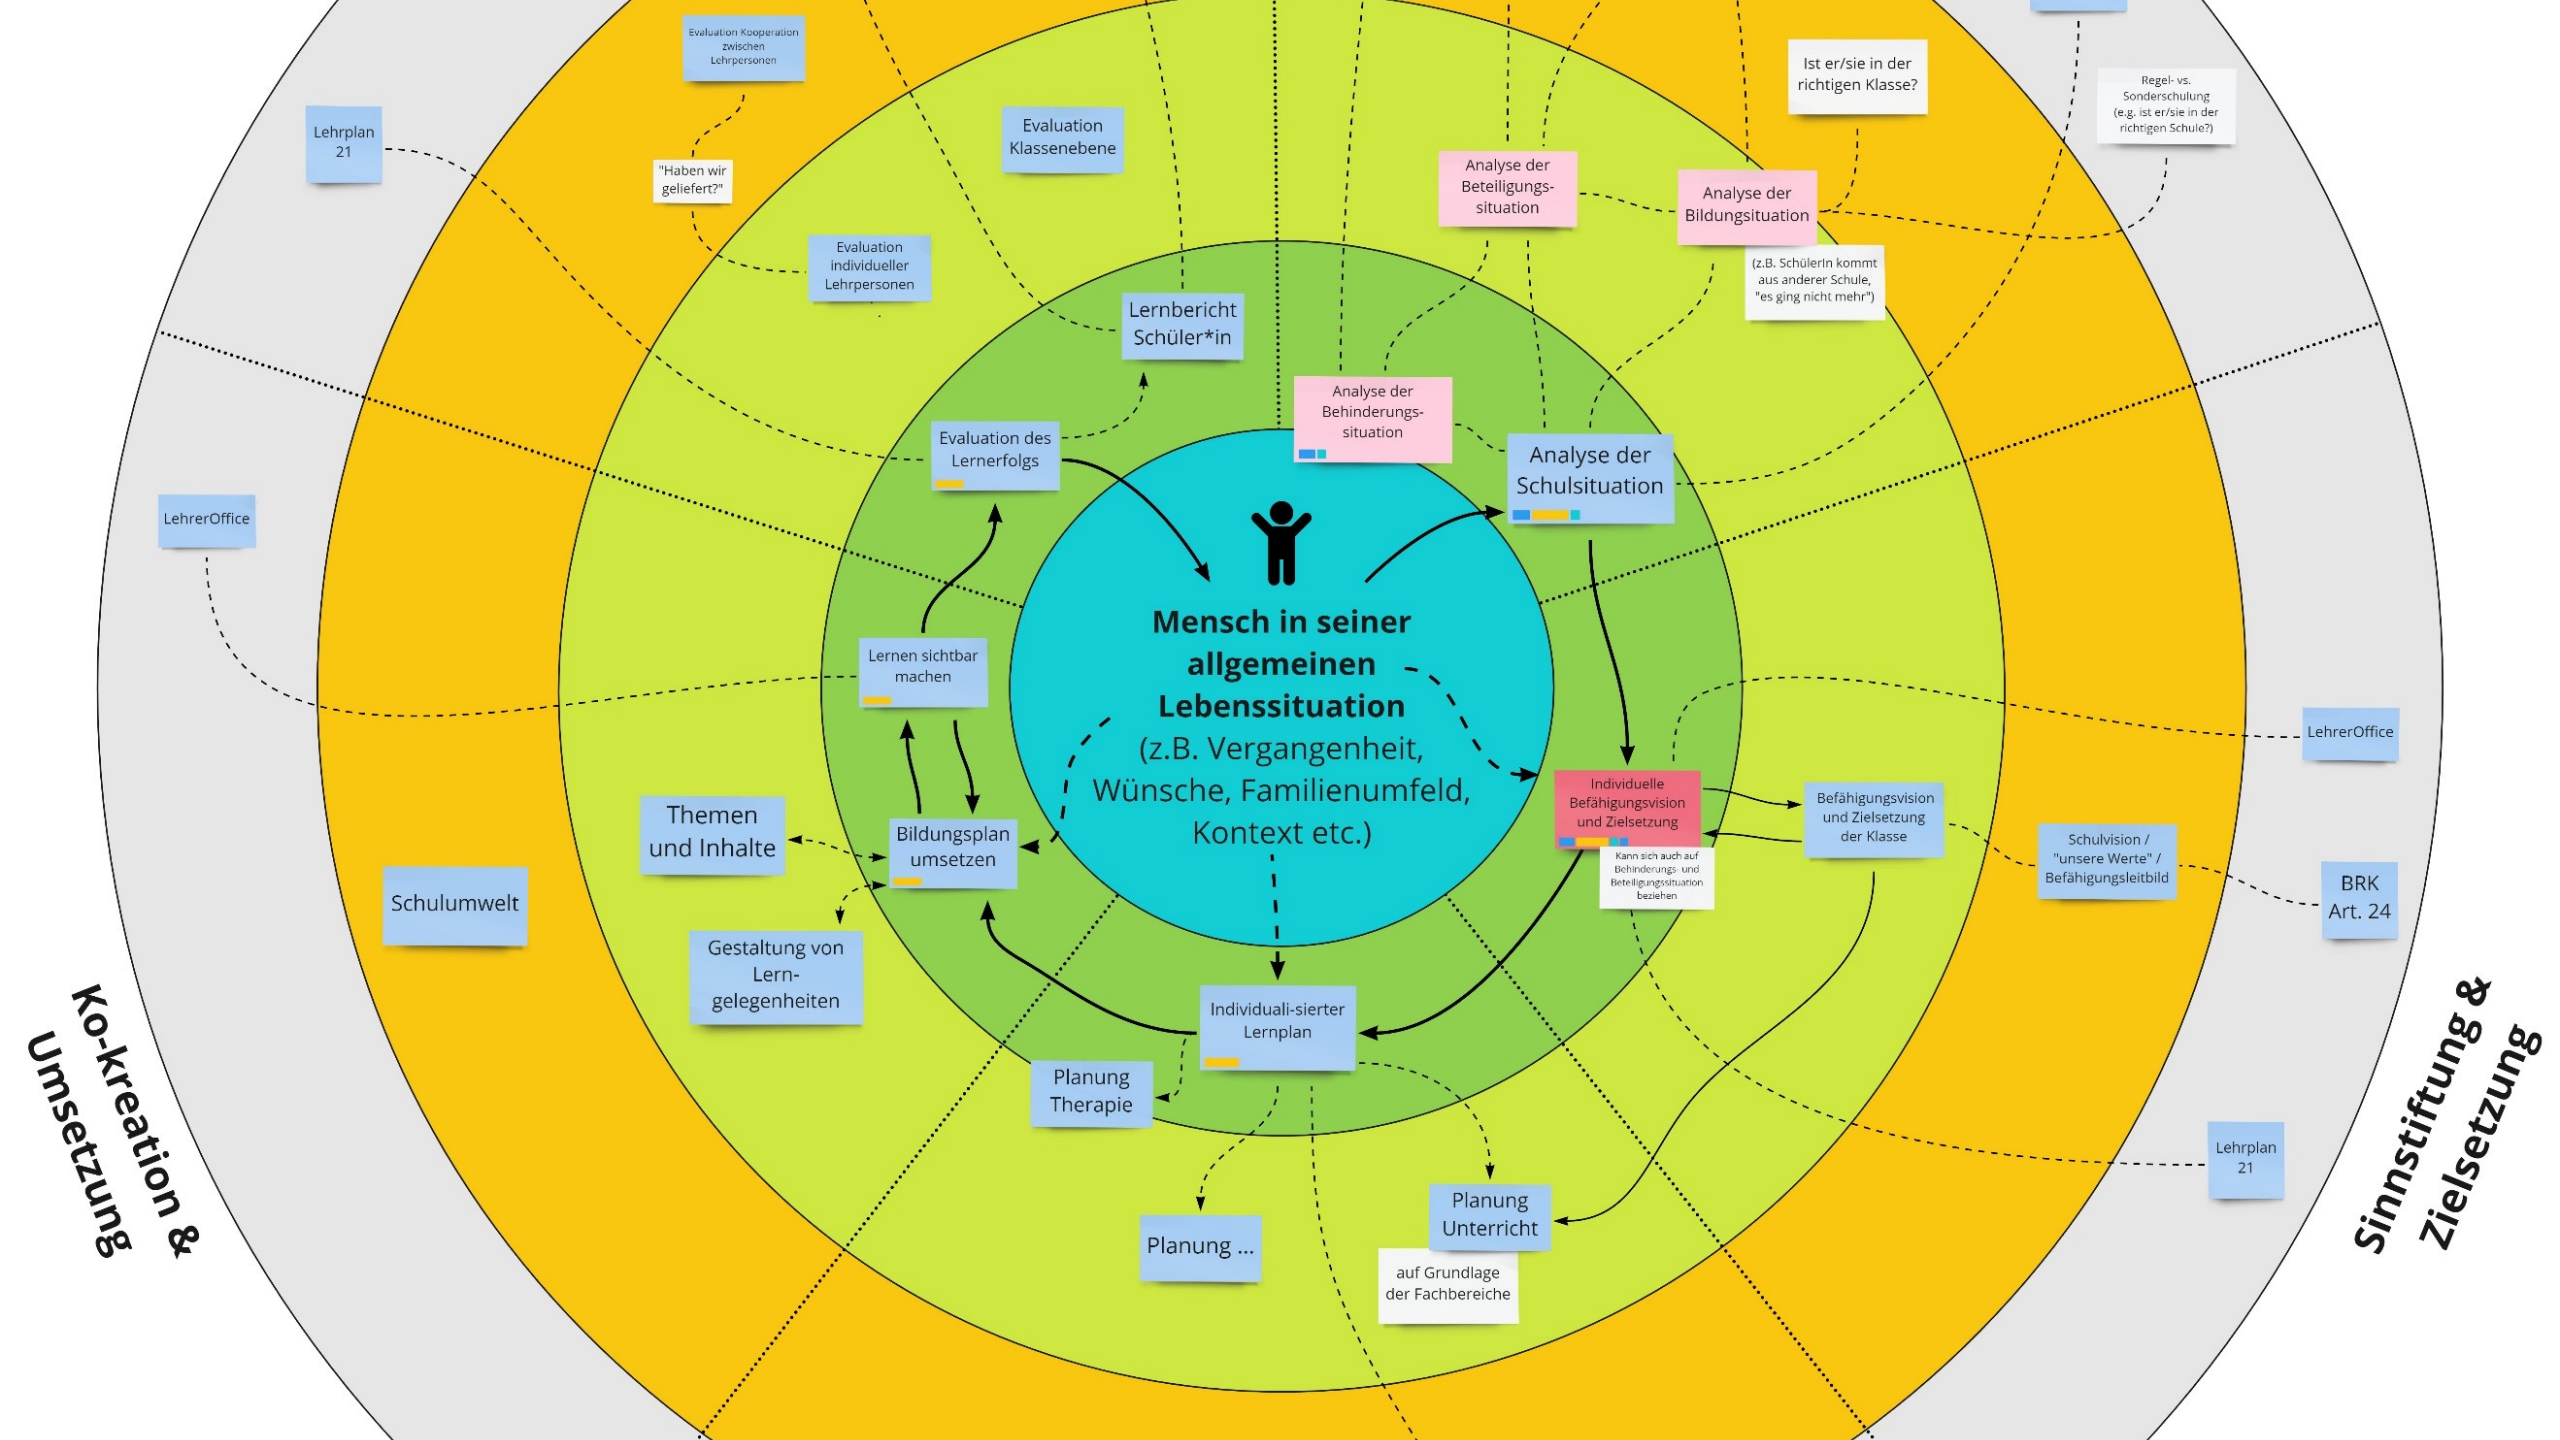 Evaluation Kooperation
zwischen
Lehrpersonen
Ist er/sie in der
richtigen Klasse?
Regel- vs.
Sonderschulung
(e.g. ist er/sie in der
richtigen Schule?)
Lehrplan
21
Evaluation
Klassenebene
"Haben wir
geliefert?"
Analyse der
Beteiligungs-
situation
Analyse der
Bildungsituation
(z.B. SchülerIn kommt
aus anderer Schule,
"es ging nicht mehr")
Evaluation
individueller
Lehrpersonen
Lernbericht
Schüler*in
Analyse der
Behinderungs-
situation
Evaluation des
Lernerfolgs
Analyse der
Schulsituation
LehrerOffice
Mensch in seiner
allgemeinen
Lebenssituation
(z.B. Vergangenheit,
Wünsche, Familienumfeld,
Kontext etc.)
Lernen sichtbar
machen
LehrerOffice
Individuelle
Befähigungsvision
und Zielsetzung
Kann sich auch auf
Behinderungs- und
Beteiligungssituation
beziehen
Befähigungsvision
und Zielsetzung
der Klasse
Schulvision /
"unsere Werte" /
Befähigungsleitbild
BRK
Art. 24
Themen
und Inhalte
Bildungsplan
umsetzen
Schulumwelt
Gestaltung von
Lern-
gelegenheiten
Individuali-sierter
Lernplan
Planung
Therapie
Planung ...
Planung
Unterricht
auf Grundlage
der Fachbereiche
Lehrplan
21
Ko-kreation &
Umsetzung
Sinnstiftung &
Zielsetzung